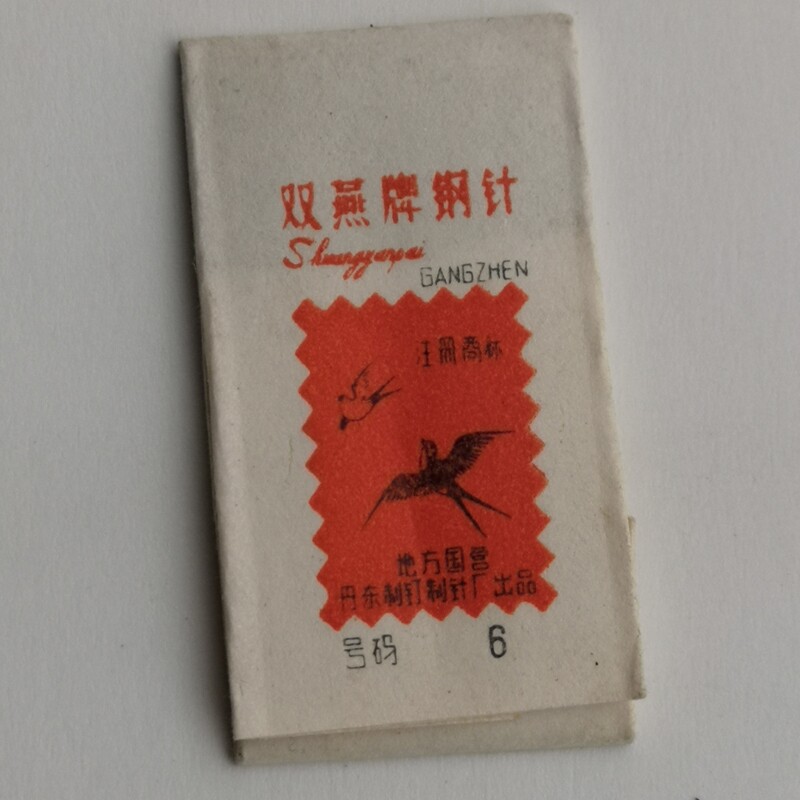 双燕牌钢针
Shuangyanpai
GANGZHEN
注册商标
地方国营
丹东制钉制针厂出品
号码 6